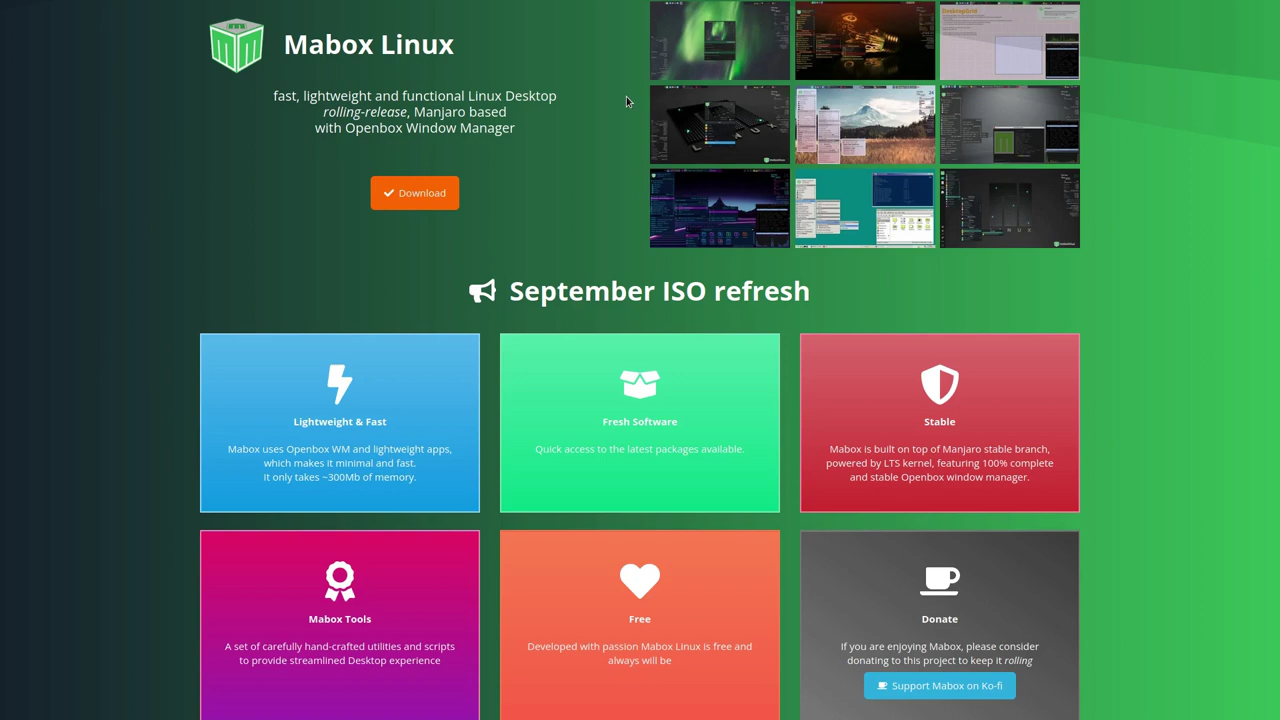 Mabox Linux
fast, lightweight and functional Linux Desktop
rolling-release, Manjaro based
with Openbox Window Manager
Download
September ISO refresh
Lightweight & Fast
Mabox uses Openbox WM and lightweight apps,
which makes it minimal and fast.
It only takes ~300Mb of memory.
Fresh Software
Quick access to the latest packages available.
Stable
Mabox is built on top of Manjaro stable branch,
powered by LTS kernel, featuring 100% complete
and stable Openbox window manager.
Mabox Tools
A set of carefully hand-crafted utilities and scripts
to provide streamlined Desktop experience
Free
Developed with passion Mabox Linux is free and
always will be
Donate
If you are enjoying Mabox, please consider
donating to this project to keep it rolling
Support Mabox on Ko-fi